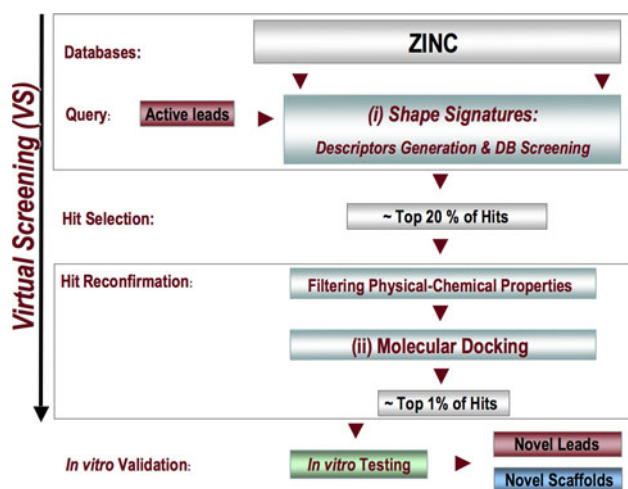 Virtual Screening (VS)
Databases:
ZINC
Query:
Active leads
(i) Shape Signatures:
Descriptors Generation & DB Screening
Hit Selection:
~ Top 20 % of Hits
Hit Reconfirmation:
Filtering Physical-Chemical Properties
(ii) Molecular Docking
~ Top 1% of Hits
In vitro Validation:
In vitro Testing
Novel Leads
Novel Scaffolds